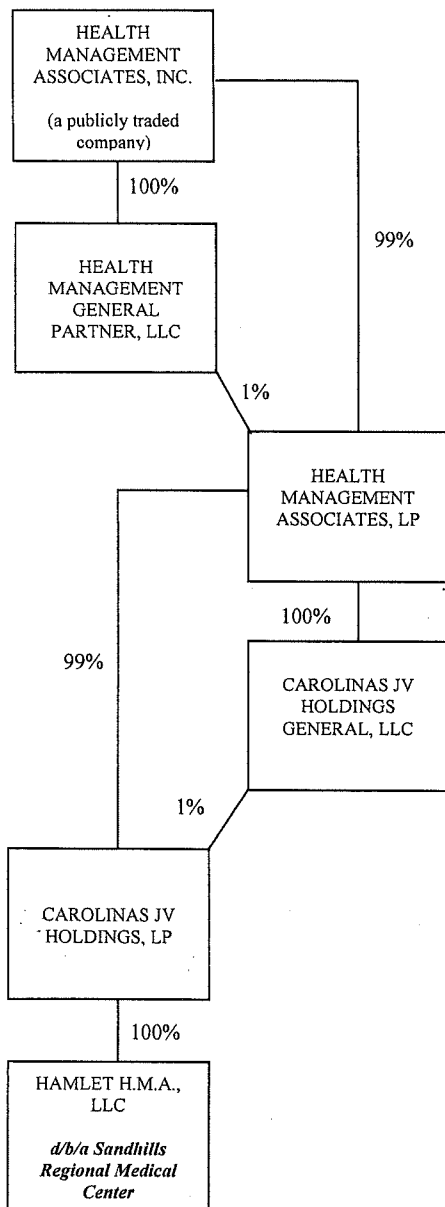 HEALTH
MANAGEMENT
ASSOCIATES, INC.
(a publicly traded
company)
100%
99%
HEALTH
MANAGEMENT
GENERAL
PARTNER, LLC
1%
HEALTH
MANAGEMENT
ASSOCIATES, LP
100%
99%
CAROLINAS JV
HOLDINGS
GENERAL, LLC
1%
CAROLINAS JV
HOLDINGS, LP
100%
HAMLET H.M.A.,
LLC
d/b/a Sandhills
Regional Medical
Center